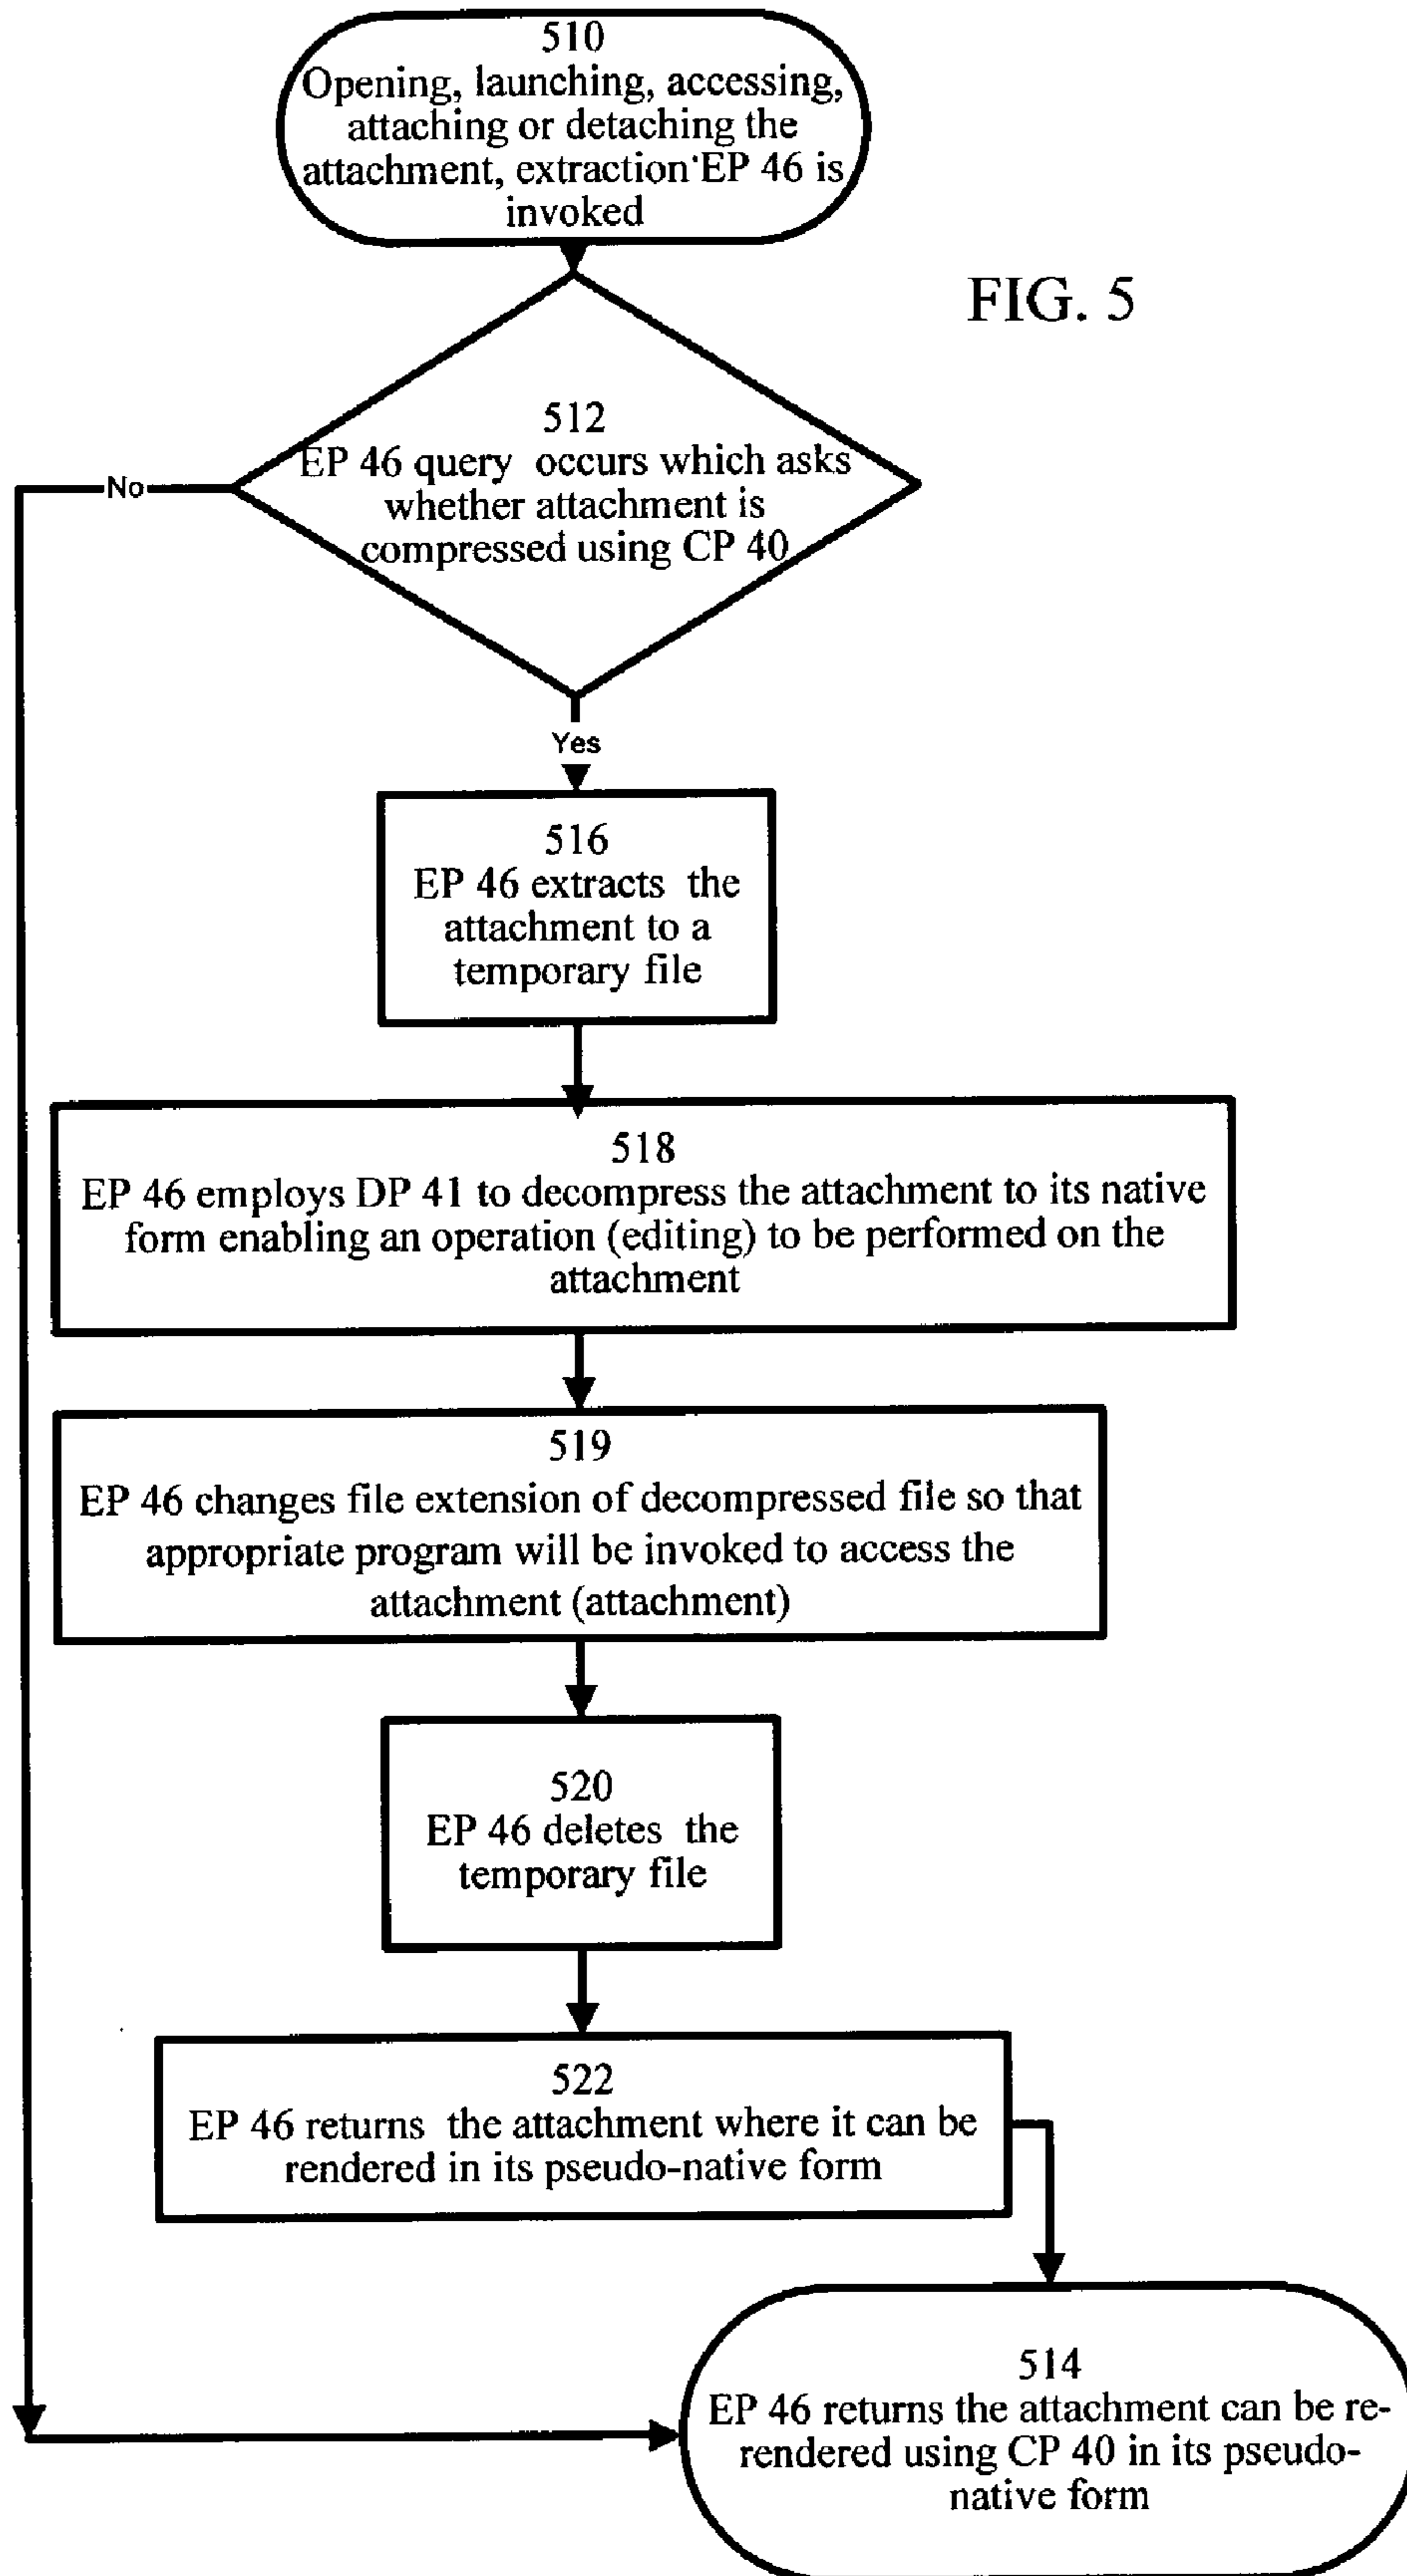 510
Opening, launching, accessing,
attaching or detaching the
attachment, extraction EP 46 is
invoked
FIG. 5
512
EP 46 query occurs which asks
whether attachment is
compressed using CP 40
No
Yes
516
EP 46 extracts the
attachment to a
temporary file
518
EP 46 employs DP 41 to decompress the attachment to its native
form enabling an operation (editing) to be performed on the
attachment
519
EP 46 changes file extension of decompressed file so that
appropriate program will be invoked to access the
attachment (attachment)
520
EP 46 deletes the
temporary file
522
EP 46 returns the attachment where it can be
rendered in its pseudo-native form
514
EP 46 returns the attachment can be re-
rendered using CP 40 in its pseudo-
native form